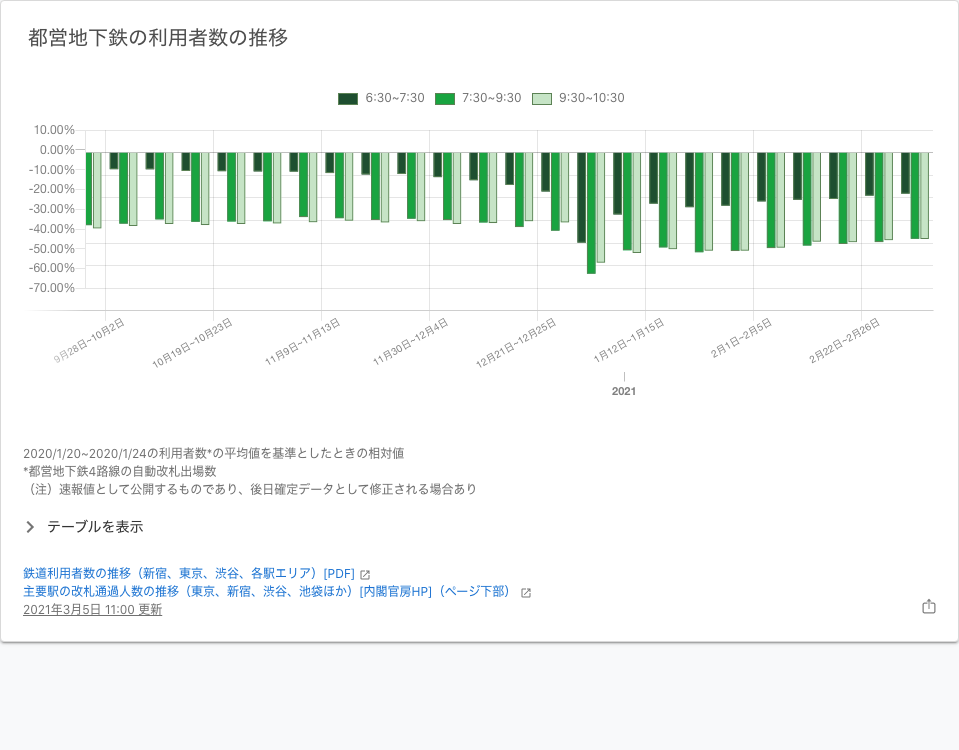 都営地下鉄の利用者数の推移
6:30~7:30 7:30~9:30 9:30~10:30
10.00%
0.00%
-10.00%
-20.00%
-30.00%
-40.00%
-50.00%
-60.00%
-70.00%
9月28日~10月2日 10月19日~10月23日 11月9日~11月13日 11月30日~12月4日 12月21日~12月25日 1月12日~1月15日 2月1日~2月5日 2月22日~2月26日
2021
2020/1/20~2020/1/24の利用者数*の平均値を基準としたときの相対値
*都営地下鉄4路線の自動改札出場数
（注）速報値として公開するものであり、後日確定データとして修正される場合あり
テーブルを表示
鉄道利用者数の推移（新宿、東京、渋谷、各駅エリア）[PDF]
主要駅の改札通過人数の推移（東京、新宿、渋谷、池袋ほか）[内閣官房HP]（ページ下部）
2021年3月5日 11:00 更新